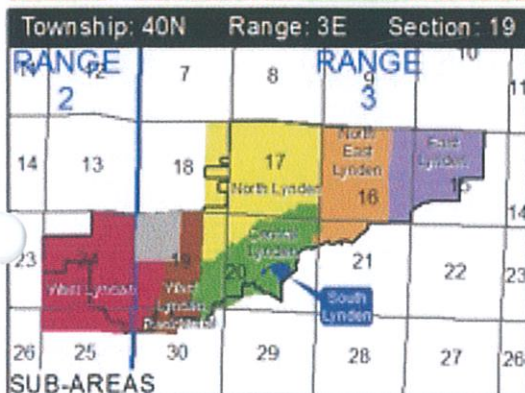 Township: 40N Range: 3E Section: 19
RANGE 2
RANGE 3
12 7 8 9 10 11
14 13 18 17 16 15 14
North Lynden
North East Lynden
East Lynden
Central Lynden
23 19 20 21 22 23
West Lynden
West Lynden Residential
South Lynden
26 25 30 29 28 27 26
SUB-AREAS